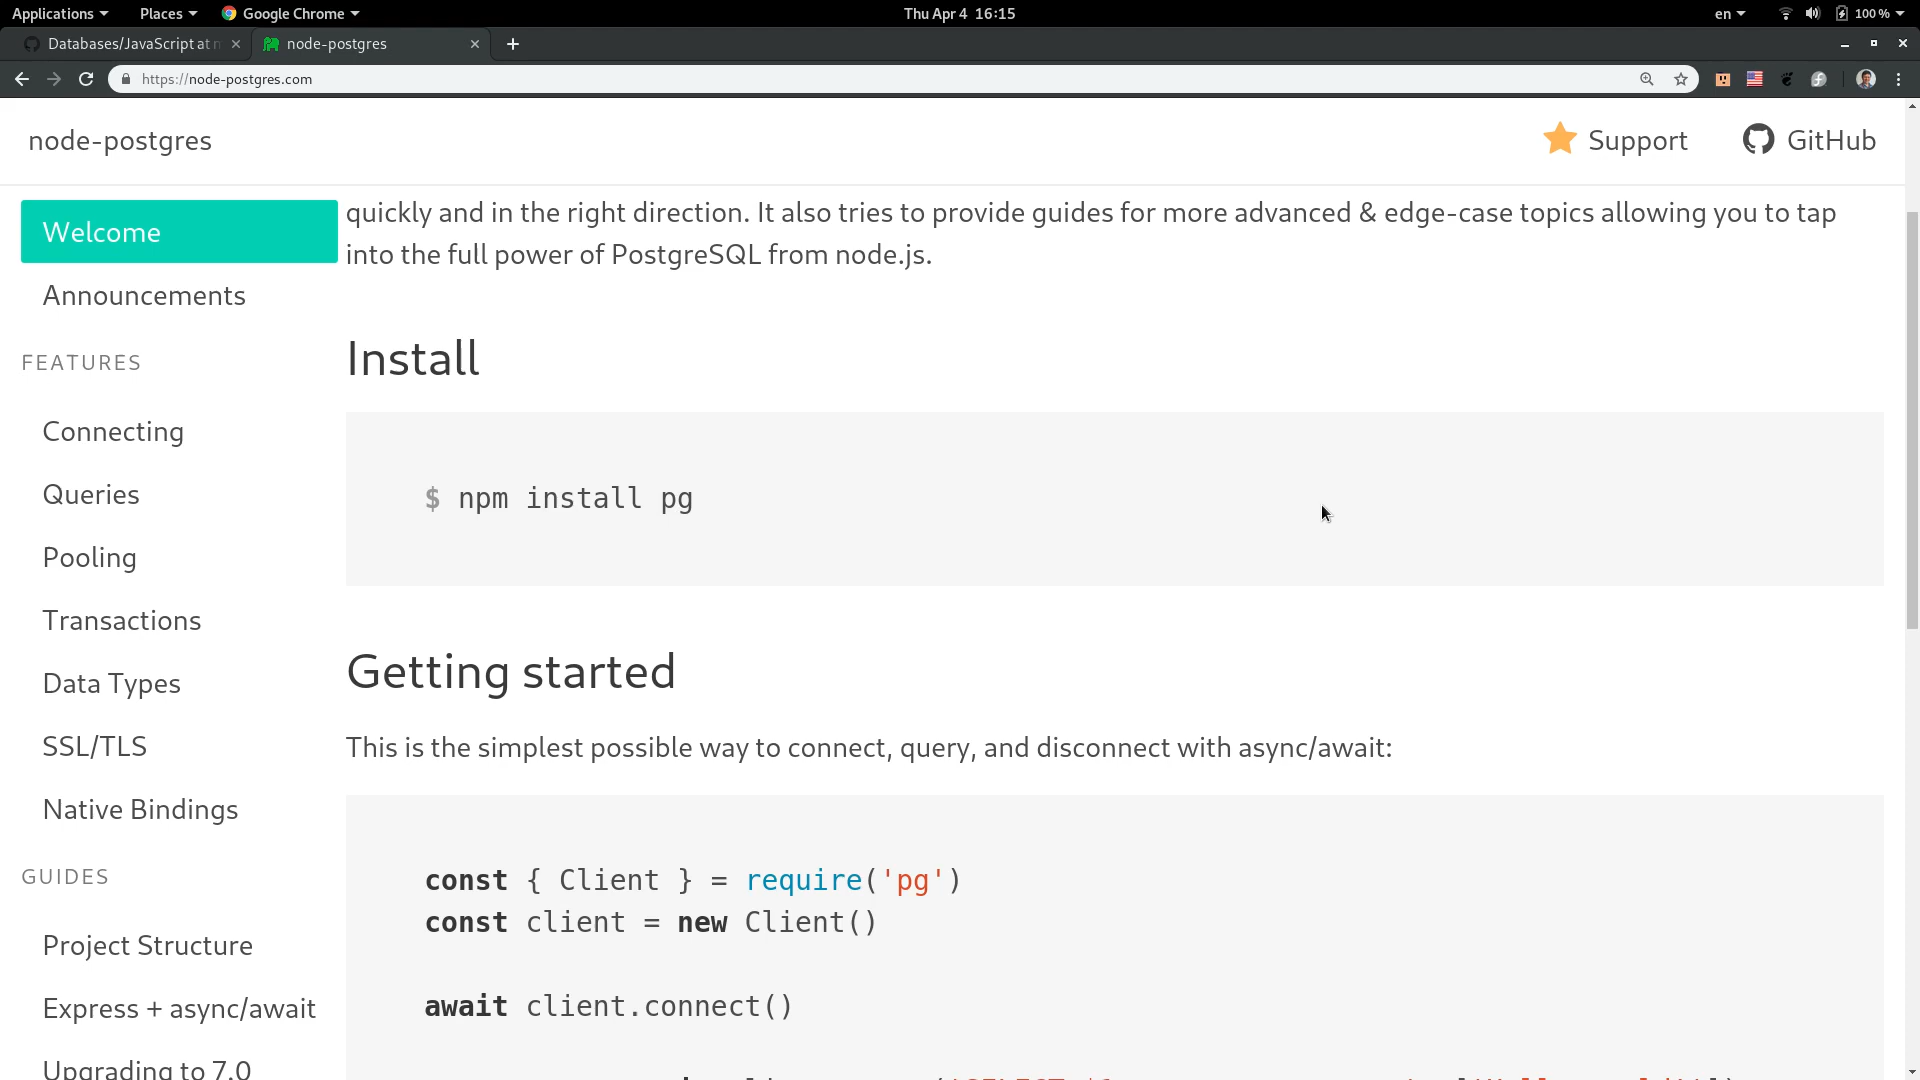 Applications Places Google Chrome Thu Apr 4 16:15 en 100 %
Databases/JavaScript at node-postgres
https://node-postgres.com
node-postgres Support GitHub
Welcome
Announcements
FEATURES
Connecting
Queries
Pooling
Transactions
Data Types
SSL/TLS
Native Bindings
GUIDES
Project Structure
Express + async/await
Upgrading to 7.0
quickly and in the right direction. It also tries to provide guides for more advanced & edge-case topics allowing you to tap
into the full power of PostgreSQL from node.js.
Install
$ npm install pg
Getting started
This is the simplest possible way to connect, query, and disconnect with async/await:
const { Client } = require('pg')
const client = new Client()
await client.connect()